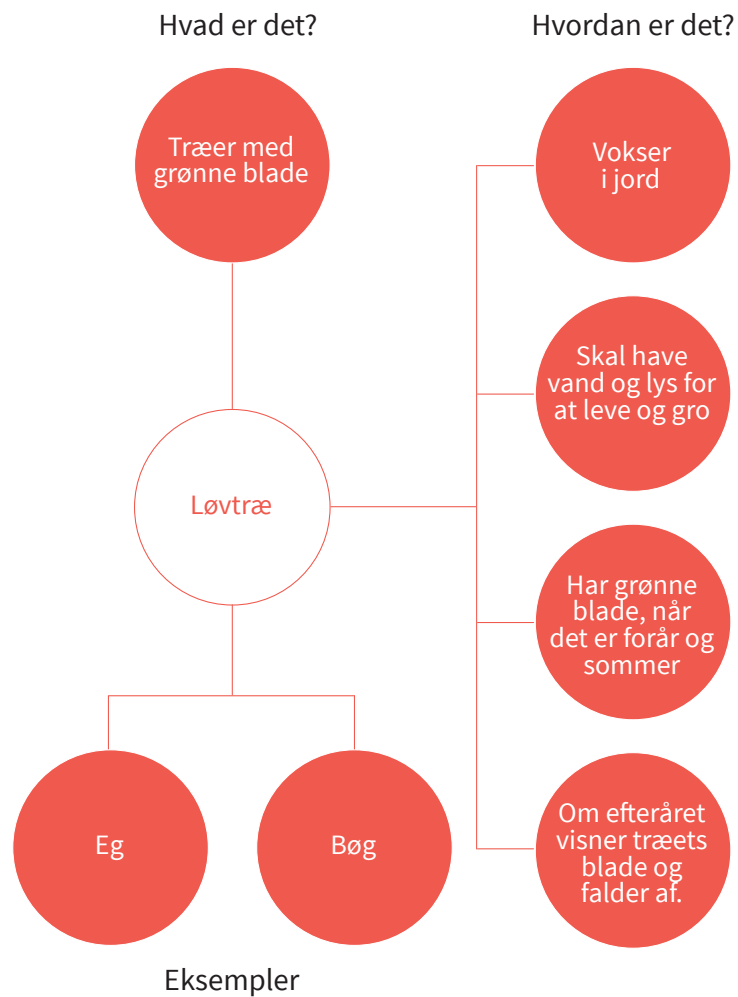 Hvad er det?
Træer med
grønne blade
Løvtræ
Eg
Bøg
Eksempler
Hvordan er det?
Vokser
i jord
Skal have
vand og lys for
at leve og gro
Har grønne
blade, når
det er forår og
sommer
Om efteråret
visner træets
blade og
falder af.